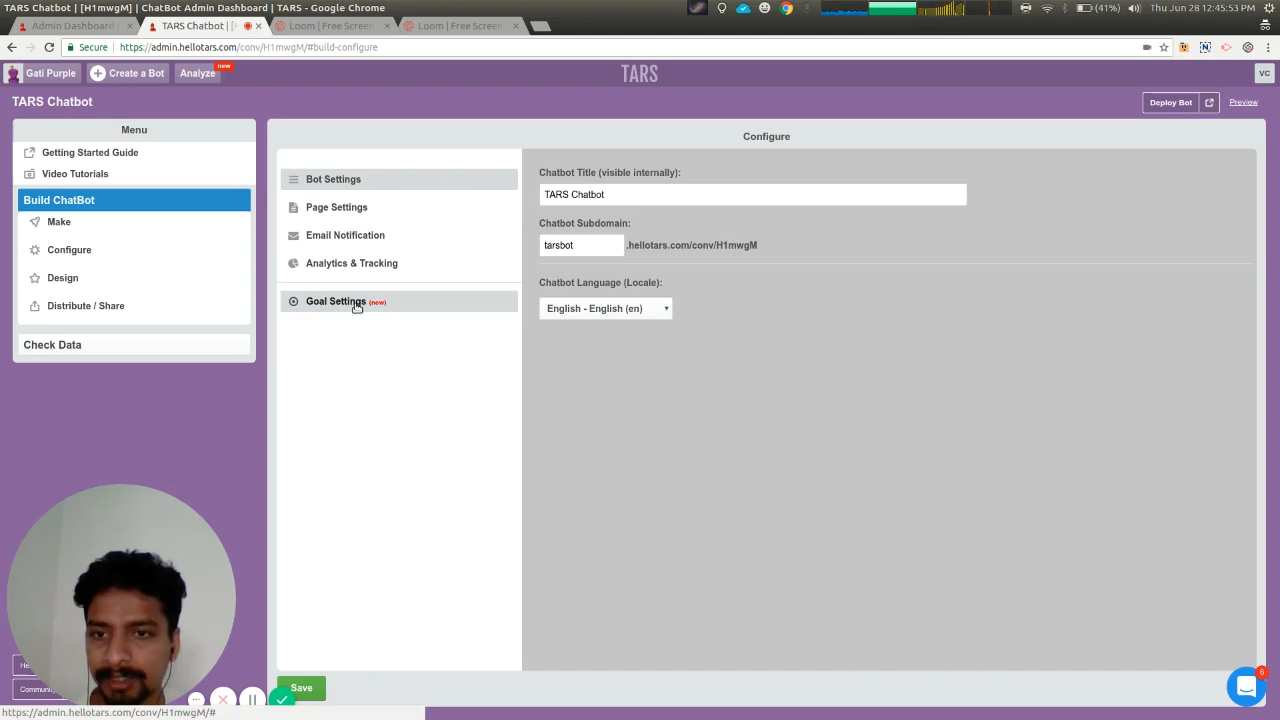 TARS Chatbot | [H1mwgM] | ChatBot Admin Dashboard | TARS - Google Chrome
(41%)
Thu Jun 28 12:45:53PM
Admin Dashboard
TARS Chatbot | [
Loom | Free Screen
Loom | Free Screen
Secure
https://admin.hellotars.com/conv/H1mwgM/#build-configure
Gati Purple
Create a Bot
Analyze
new
TARS
VC
TARS Chatbot
Deploy Bot
Preview
Menu
Getting Started Guide
Video Tutorials
Build ChatBot
Make
Configure
Design
Distribute / Share
Check Data
Configure
Bot Settings
Page Settings
Email Notification
Analytics & Tracking
Goal Settings (new)
Chatbot Title (visible internally):
TARS Chatbot
Chatbot Subdomain:
tarsbot .hellotars.com/conv/H1mwgM
Chatbot Language (Locale):
English - English (en)
Save
6
https://admin.hellotars.com/conv/H1mwgM/#